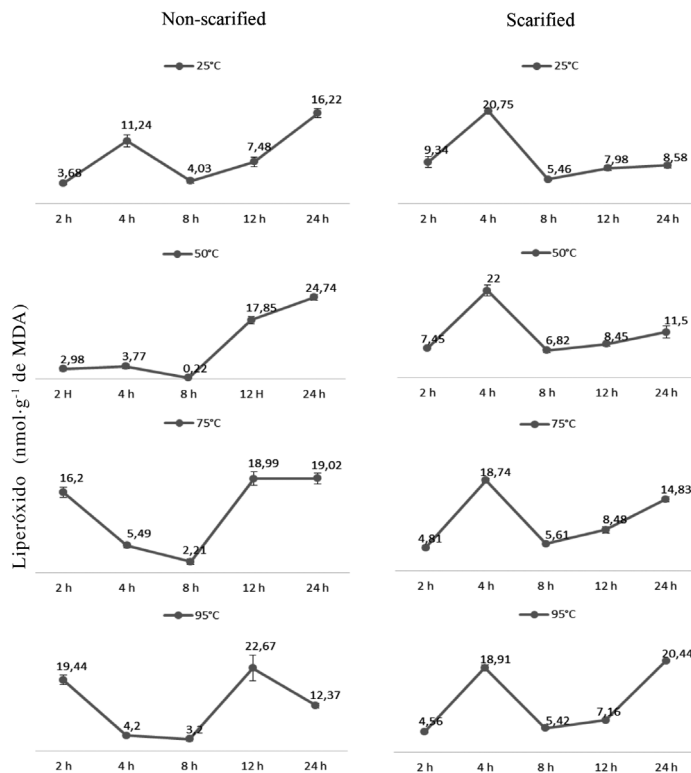 Non-scarified
Scarified
Liperóxido (nmol·g⁻¹ de MDA)
25°C
3,68
11,24
4,03
7,48
16,22
2 h 4 h 8 h 12 h 24 h
25°C
9,34
20,75
5,46
7,98
8,58
2 h 4 h 8 h 12 h 24 h
50°C
2,98
3,77
0,22
17,85
24,74
2 H 4 h 8 h 12 H 24 h
50°C
7,45
22
6,82
8,45
11,5
2 h 4 h 8 h 12 h 24 h
75°C
16,2
5,49
2,21
18,99
19,02
2 h 4 h 8 h 12 h 24 h
75°C
4,81
18,74
5,61
8,48
14,83
2 h 4 h 8 h 12 h 24 h
95°C
19,44
4,2
3,2
22,67
12,37
2 h 4 h 8 h 12 h 24 h
95°C
4,56
18,91
5,42
7,16
20,44
2 h 4 h 8 h 12 h 24 h